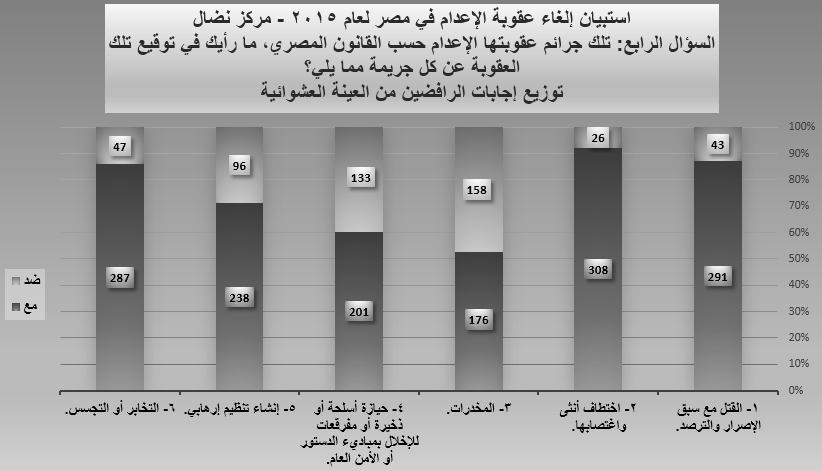 استبيان إلغاء عقوبة الإعدام في مصر لعام ٢٠١٥ - مركز نضال
السؤال الرابع: تلك جرائم عقوبتها الإعدام حسب القانون المصري، ما رأيك في توقيع تلك
العقوبة عن كل جريمة مما يلي؟
توزيع إجابات الرافضين من العينة العشوائية
100%
90%
80%
70%
60%
50%
40%
30%
20%
10%
0%
43
26
158
133
96
47
291
308
176
201
238
287
ضد
مع
١- القتل مع سبق
الإصرار والترصد.
٢- اختطاف أنثى
واغتصابها.
٣- المخدرات.
٤- حيازة أسلحة أو
ذخيرة أو مفرقعات
للإخلال بمباديء الدستور
أو الأمن العام.
٥- إنشاء تنظيم إرهابي.
٦- التخابر أو التجسس.